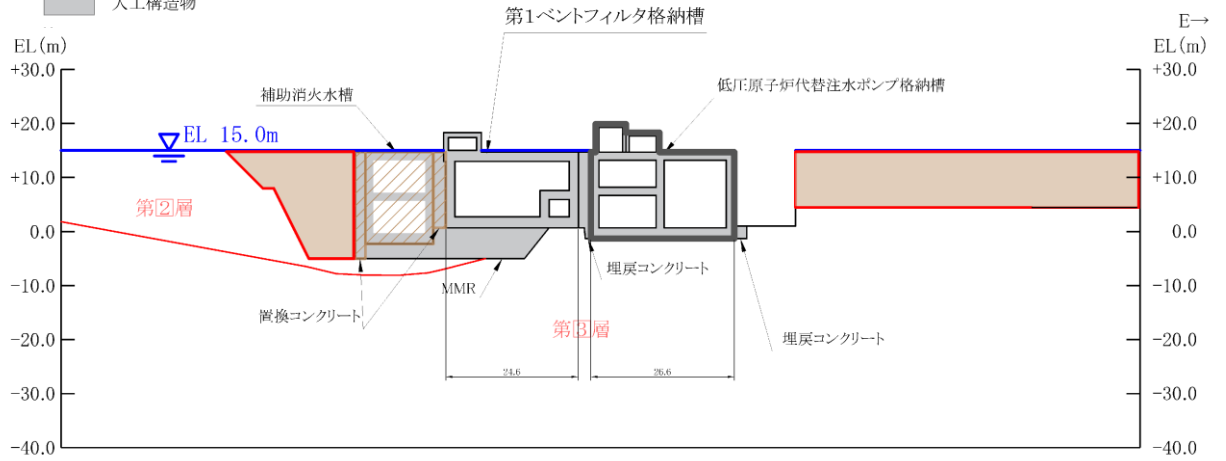 人工構造物
第1ベントフィルタ格納槽
E→
EL(m)
EL(m)
+30.0
+30.0
補助消火水槽
低圧原子炉代替注水ポンプ格納槽
+20.0
+20.0
EL 15.0m
+10.0
+10.0
第2層
0.0
0.0
埋戻コンクリート
-10.0
-10.0
MMR
置換コンクリート
第3層
埋戻コンクリート
-20.0
-20.0
24.6
26.6
-30.0
-30.0
-40.0
-40.0